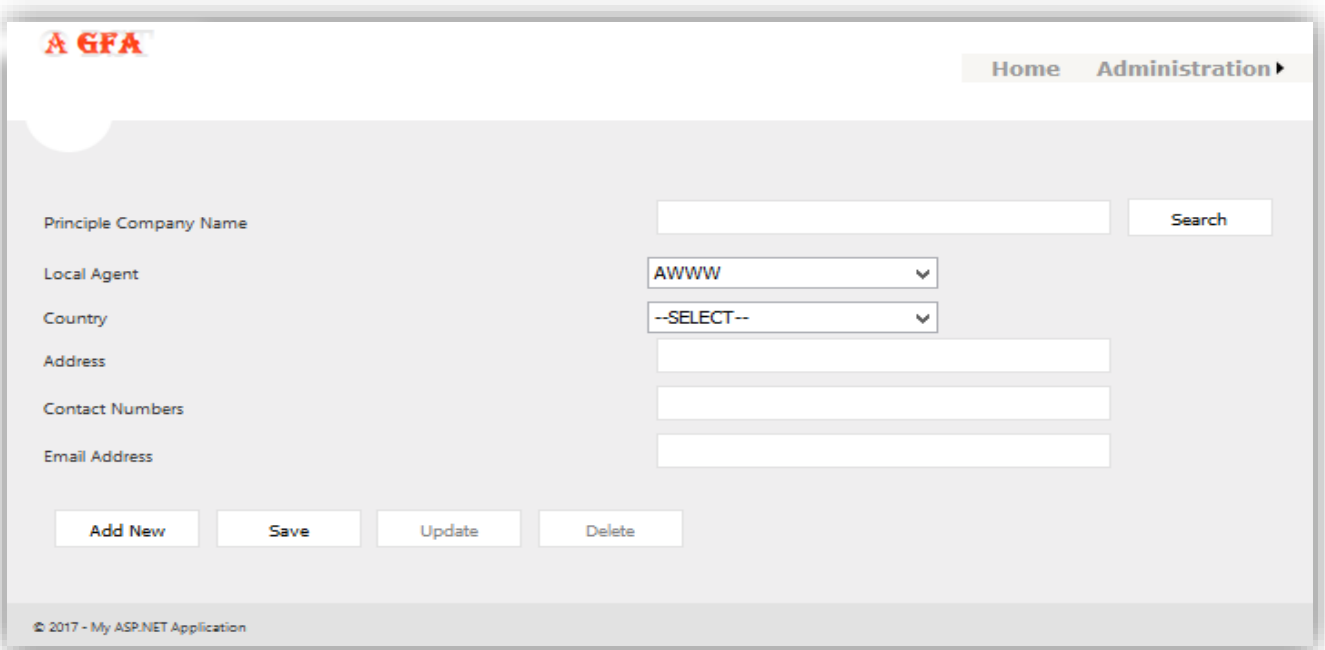 A GFA
Home Administration
Principle Company Name
Search
Local Agent
AWWW
Country
--SELECT--
Address
Contact Numbers
Email Address
Add New Save Update Delete
© 2017 - My ASP.NET Application